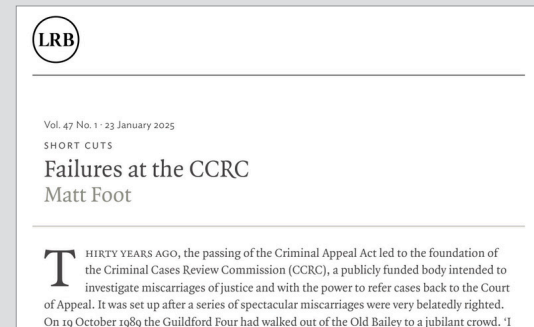 LRB
Vol. 47 No. 1 · 23 January 2025
SHORT CUTS
Failures at the CCRC
Matt Foot
THIRTY YEARS AGO, the passing of the Criminal Appeal Act led to the foundation of
the Criminal Cases Review Commission (CCRC), a publicly funded body intended to
investigate miscarriages of justice and with the power to refer cases back to the Court
of Appeal. It was set up after a series of spectacular miscarriages were very belatedly righted.
On 19 October 1989 the Guildford Four had walked out of the Old Bailey to a jubilant crowd. ‘I